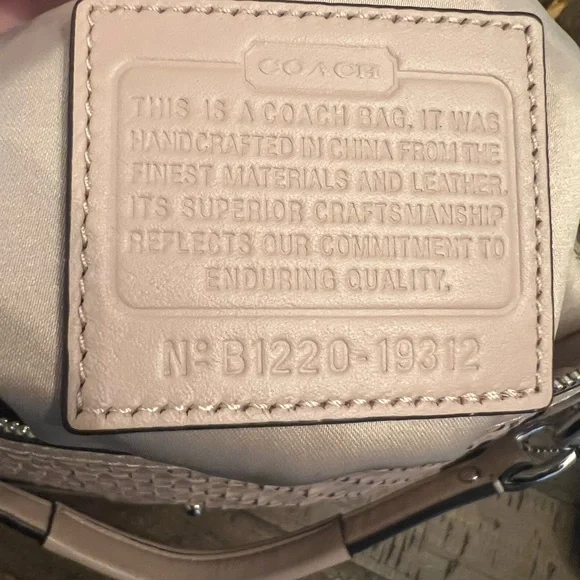 COACH
THIS IS A COACH BAG. IT WAS
HANDCRAFTED IN CHINA FROM THE
FINEST MATERIALS AND LEATHER.
ITS SUPERIOR CRAFTSMANSHIP
REFLECTS OUR COMMITMENT TO
ENDURING QUALITY.
Nº B1220-19312